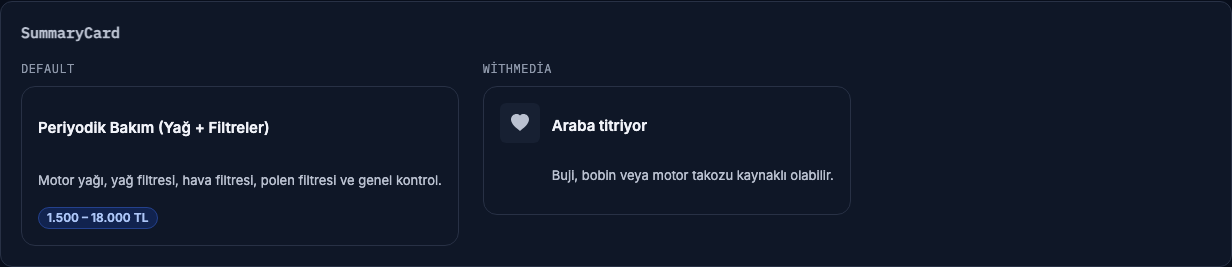 SummaryCard
DEFAULT
Periyodik Bakım (Yağ + Filtreler)
Motor yağı, yağ filtresi, hava filtresi, polen filtresi ve genel kontrol.
1.500 – 18.000 TL
WİTHMEDİA
Araba titriyor
Buji, bobin veya motor takozu kaynaklı olabilir.